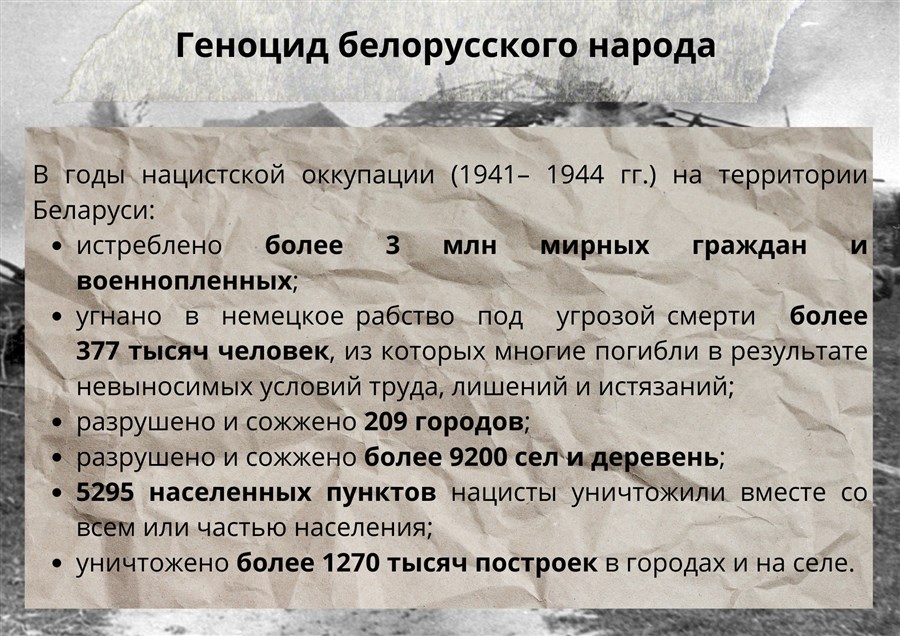 Геноцид белорусского народа
В годы нацистской оккупации (1941– 1944 гг.) на территории
Беларуси:
• истреблено более 3 млн мирных граждан и
военнопленных;
• угнано в немецкое рабство под угрозой смерти более
377 тысяч человек, из которых многие погибли в результате
невыносимых условий труда, лишений и истязаний;
• разрушено и сожжено 209 городов;
• разрушено и сожжено более 9200 сел и деревень;
• 5295 населенных пунктов нацисты уничтожили вместе со
всем или частью населения;
• уничтожено более 1270 тысяч построек в городах и на селе.